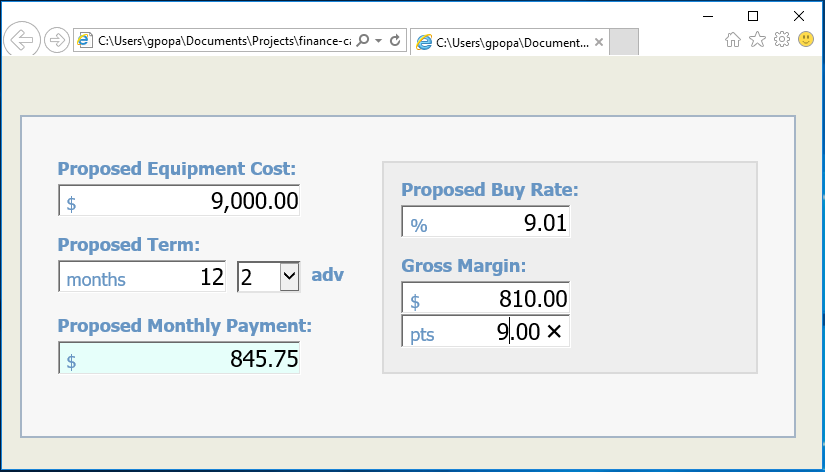 C:\Users\gpopa\Documents\Projects\finance-ca
C:\Users\gpopa\Document...
Proposed Equipment Cost:
$ 9,000.00
Proposed Term:
months 12 2 adv
Proposed Monthly Payment:
$ 845.75
Proposed Buy Rate:
% 9.01
Gross Margin:
$ 810.00
pts 9.00